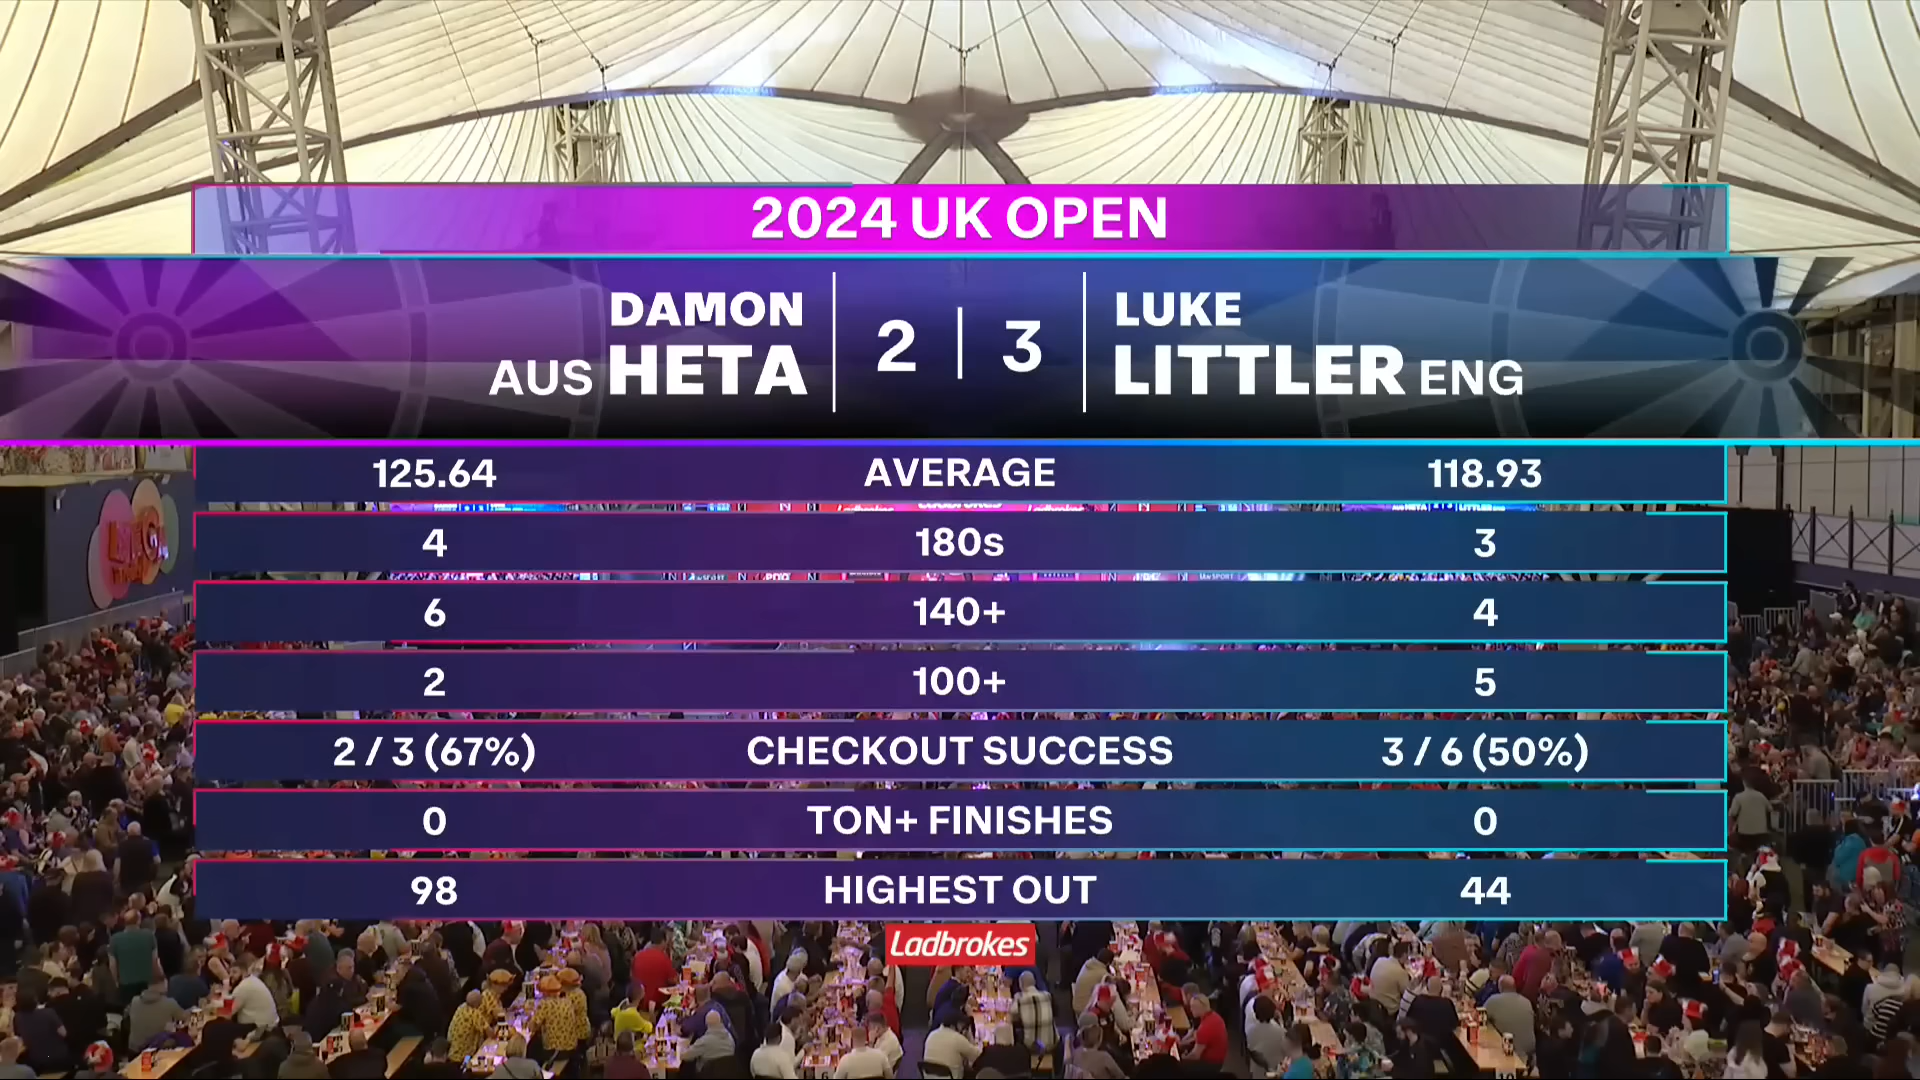 2024 UK OPEN
DAMON
AUS HETA
2 | 3
LUKE
LITTLER ENG
125.64 AVERAGE 118.93
4 180s 3
6 140+ 4
2 100+ 5
2 / 3 (67%) CHECKOUT SUCCESS 3 / 6 (50%)
0 TON+ FINISHES 0
98 HIGHEST OUT 44
Ladbrokes